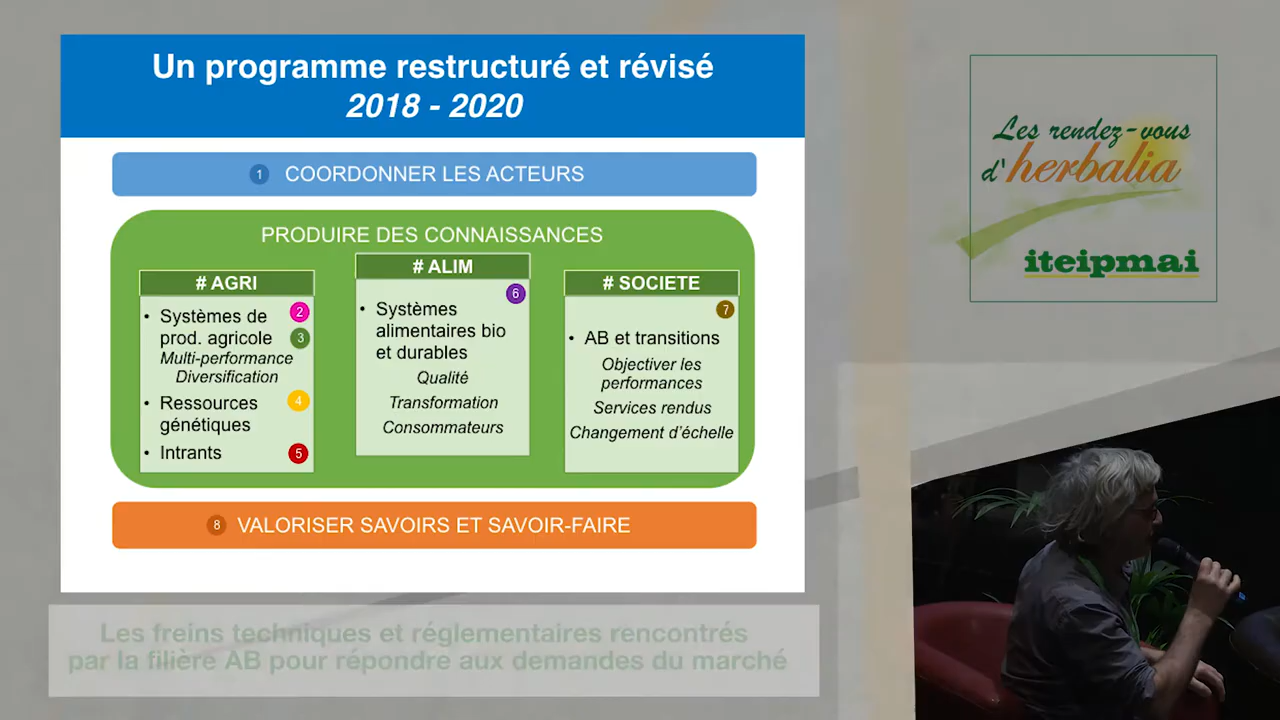 Un programme restructuré et révisé
2018 - 2020
1 COORDONNER LES ACTEURS
PRODUIRE DES CONNAISSANCES
# AGRI
• Systèmes de 2
prod. agricole 3
Multi-performance
Diversification
• Ressources 4
génétiques
• Intrants 5
# ALIM
6
• Systèmes
alimentaires bio
et durables
Qualité
Transformation
Consommateurs
# SOCIETE
7
• AB et transitions
Objectiver les
performances
Services rendus
Changement d'échelle
8 VALORISER SAVOIRS ET SAVOIR-FAIRE
Les freins techniques et réglementaires rencontrés
par la filière AB pour répondre aux demandes du marché
Les rendez-vous
d'herbalia
iteipmai